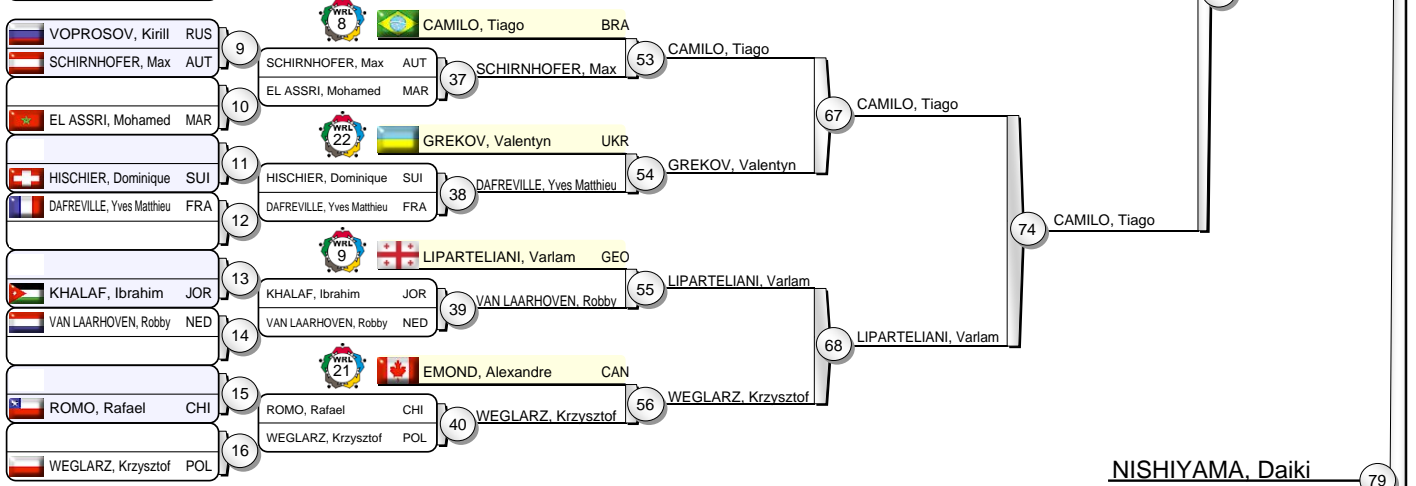 VOPROSOV, Kirill RUS
SCHIRNHOFER, Max AUT
9
EL ASSRI, Mohamed MAR
10
HISCHIER, Dominique SUI
11
DAFREVILLE, Yves Matthieu FRA
12
KHALAF, Ibrahim JOR
13
VAN LAARHOVEN, Robby NED
14
ROMO, Rafael CHI
15
WEGLARZ, Krzysztof POL
16
WRL
8
CAMILO, Tiago BRA
SCHIRNHOFER, Max AUT
EL ASSRI, Mohamed MAR
37
SCHIRNHOFER, Max
53
WRL
22
GREKOV, Valentyn UKR
HISCHIER, Dominique SUI
DAFREVILLE, Yves Matthieu FRA
38
DAFREVILLE, Yves Matthieu
54
WRL
9
LIPARTELIANI, Varlam GEO
KHALAF, Ibrahim JOR
VAN LAARHOVEN, Robby NED
39
VAN LAARHOVEN, Robby
55
WRL
21
EMOND, Alexandre CAN
ROMO, Rafael CHI
WEGLARZ, Krzysztof POL
40
WEGLARZ, Krzysztof
56
CAMILO, Tiago
GREKOV, Valentyn
67
LIPARTELIANI, Varlam
WEGLARZ, Krzysztof
68
CAMILO, Tiago
LIPARTELIANI, Varlam
74
CAMILO, Tiago
NISHIYAMA, Daiki
79